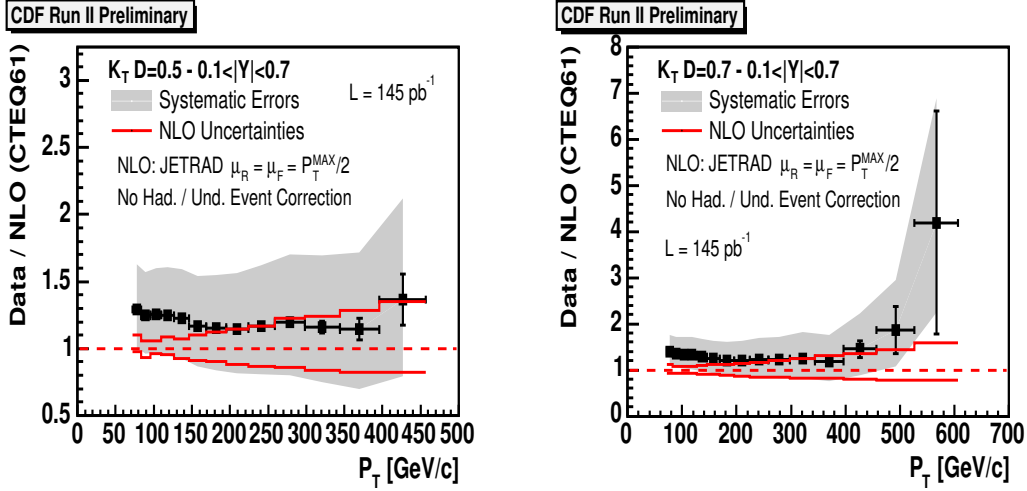 CDF Run II Preliminary
Data / NLO (CTEQ61)
3
2.5
2
1.5
1
0.5
K_T D=0.5 - 0.1<|Y|<0.7
Systematic Errors
L = 145 pb^-1
NLO Uncertainties
NLO: JETRAD μ_R = μ_F = P_T^MAX/2
No Had. / Und. Event Correction
0 50 100 150 200 250 300 350 400 450 500
P_T [GeV/c]
CDF Run II Preliminary
Data / NLO (CTEQ61)
8
7
6
5
4
3
2
1
0
K_T D=0.7 - 0.1<|Y|<0.7
Systematic Errors
NLO Uncertainties
NLO: JETRAD μ_R = μ_F = P_T^MAX/2
No Had. / Und. Event Correction
L = 145 pb^-1
0 100 200 300 400 500 600 700
P_T [GeV/c]